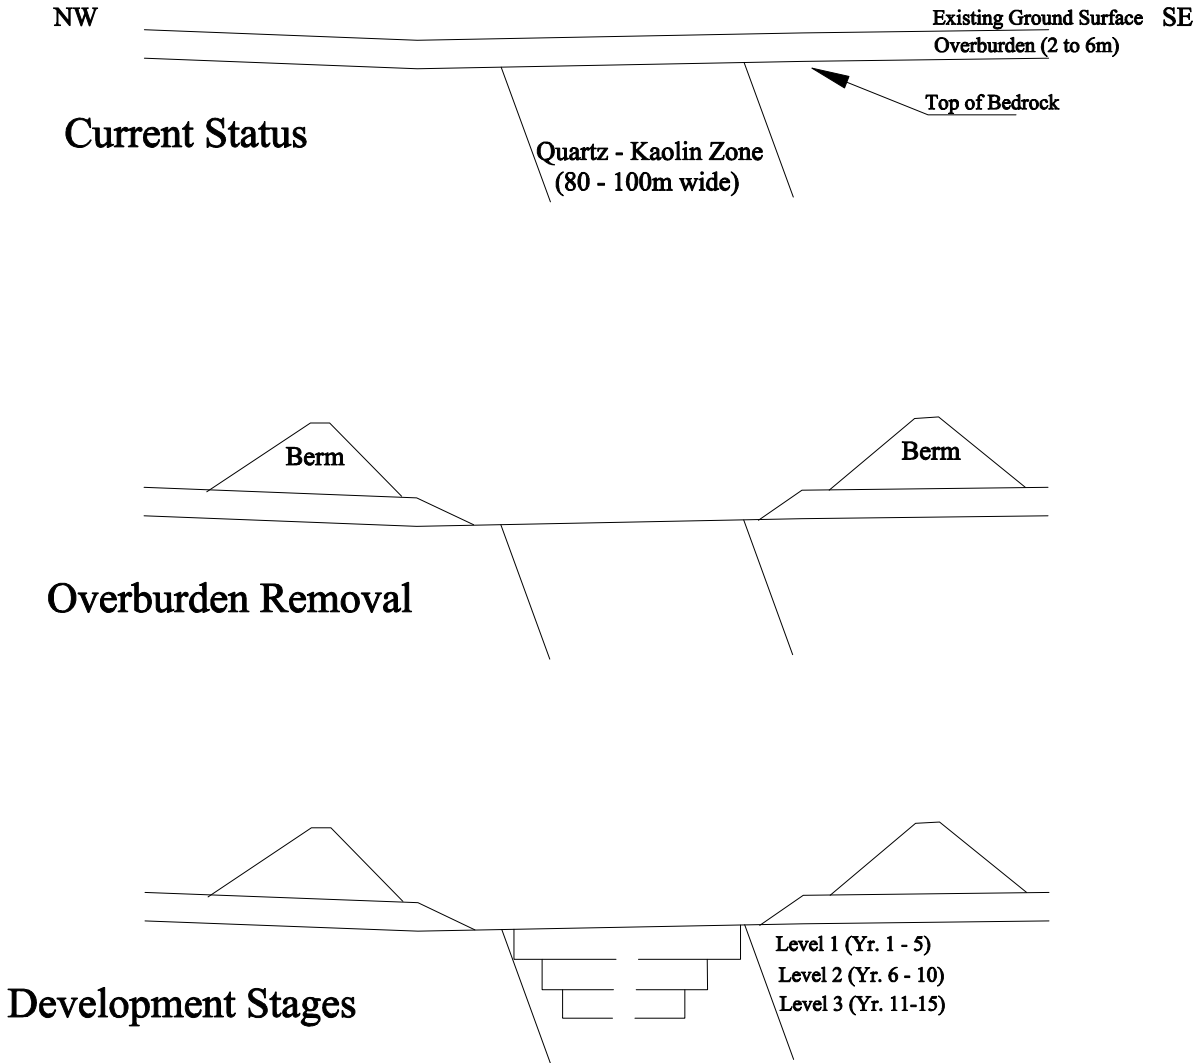 NW
Existing Ground Surface
SE
Overburden (2 to 6m)
Top of Bedrock
Current Status
Quartz - Kaolin Zone
(80 - 100m wide)
Berm
Berm
Overburden Removal
Level 1 (Yr. 1 - 5)
Level 2 (Yr. 6 - 10)
Level 3 (Yr. 11-15)
Development Stages